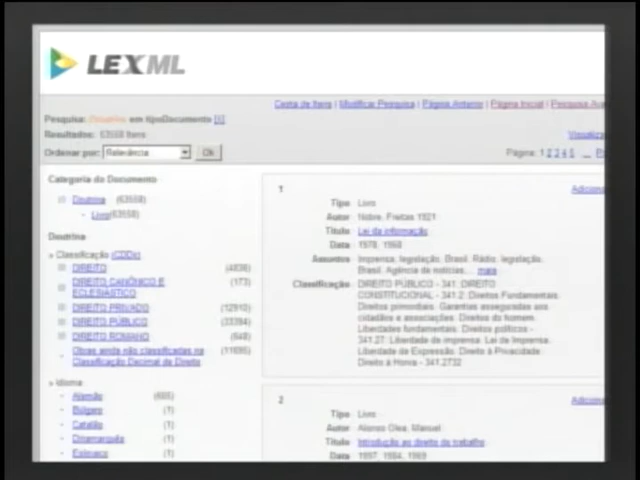 LEXML
Cesta de Itens | Modificar Pesquisa | Página Anterior | Página Inicial | Pesquisa
Pesquisa: Doutrina em tipoDocumento [X]
Resultados: 63558 Itens
Ordenar por: Relevância Ok
Página: 1 2 3 4 5 ...
Categoria do Documento
Doutrina (63558)
- Livro (63558)
Doutrina
Classificação (CDDir)
DIREITO (4836)
DIREITO CANÔNICO E ECLESIÁSTICO (173)
DIREITO PRIVADO
DIREITO PÚBLICO
DIREITO ROMANO
Obras ainda não classificadas na
Classificação Decimal de Direito
Idioma
Alemão
Búlgaro (1)
Catalão (1)
Dinamarquês (1)
1
Tipo Livro
Autor Nobre, Freitas 1921
Título Lei da informação
Data 1978, 1968
Assuntos Imprensa, legislação, Brasil. Rádio, legislação,
Brasil. Agência de notícias... mais
Classificação DIREITO PÚBLICO - 341. DIREITO
CONSTITUCIONAL - 341.2. Direitos Fundamentais.
Direitos primordiais. Garantias asseguradas aos
cidadãos e associações. Direitos do homem.
Liberdades fundamentais. Direitos políticos -
341.27. Liberdade de imprensa. Lei de Imprensa.
Liberdade de Expressão. Direito à Privacidade.
Direito à Honra - 341.2732
2
Tipo Livro
Autor Alonso Olea, Manuel
Título Introdução ao direito do trabalho
Data 1997, 1984, 1969